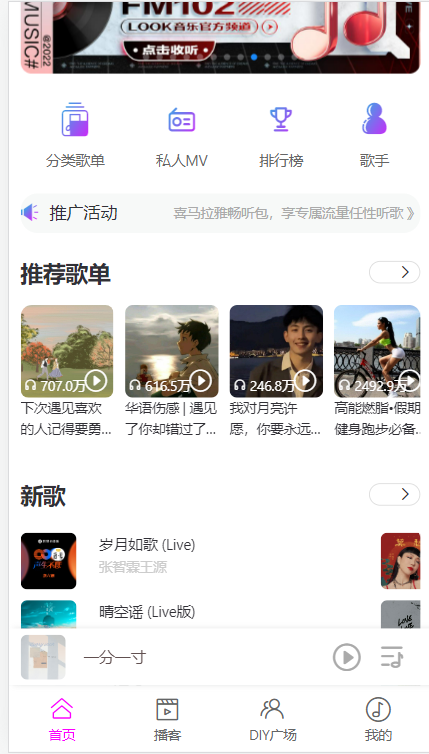 MUSIC#
@2022
FM102
LOOK音乐官方频道
点击收听
分类歌单
私人MV
排行榜
歌手
推广活动
喜马拉雅畅听包，享专属流量任性听歌 》
推荐歌单
707.0万
616.5万
246.8万
2492.9万
下次遇见喜欢
的人记得要勇...
华语伤感 | 遇见
了你却错过了...
我对月亮许
愿，你要永远...
高能燃脂•假期
健身跑步必备...
新歌
岁月如歌 (Live)
张智霖王源
晴空谣 (Live版)
一分一寸
首页
播客
DIY广场
我的